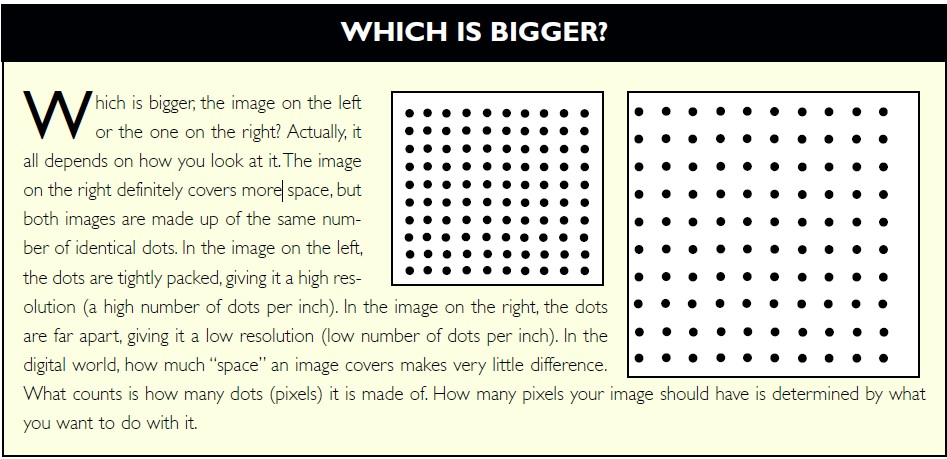 WHICH IS BIGGER?
Which is bigger, the image on the left
or the one on the right? Actually, it
all depends on how you look at it. The image
on the right definitely covers more space, but
both images are made up of the same num-
ber of identical dots. In the image on the left,
the dots are tightly packed, giving it a high res-
olution (a high number of dots per inch). In the image on the right, the dots
are far apart, giving it a low resolution (low number of dots per inch). In the
digital world, how much “space” an image covers makes very little difference.
What counts is how many dots (pixels) it is made of. How many pixels your image should have is determined by what
you want to do with it.